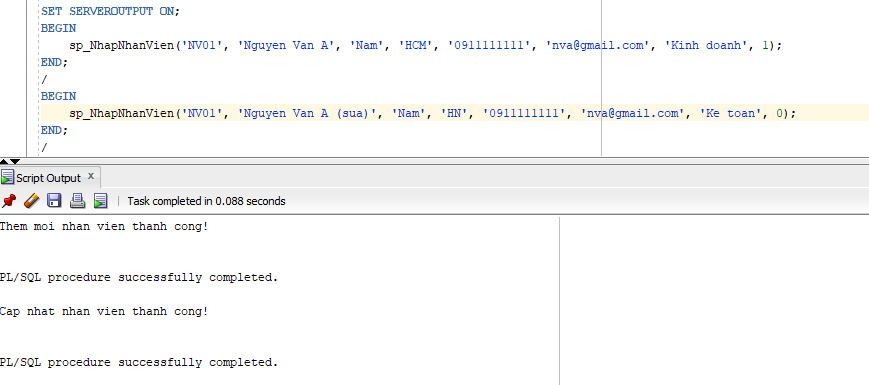 SET SERVEROUTPUT ON;
BEGIN
    sp_NhapNhanVien('NV01', 'Nguyen Van A', 'Nam', 'HCM', '0911111111', 'nva@gmail.com', 'Kinh doanh', 1);
END;
/
BEGIN
    sp_NhapNhanVien('NV01', 'Nguyen Van A (sua)', 'Nam', 'HN', '0911111111', 'nva@gmail.com', 'Ke toan', 0);
END;
/
Script Output x
Task completed in 0.088 seconds
Them moi nhan vien thanh cong!
PL/SQL procedure successfully completed.
Cap nhat nhan vien thanh cong!
PL/SQL procedure successfully completed.